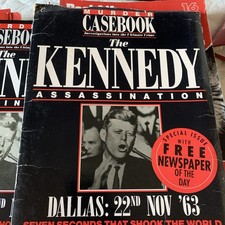 MURDER
CASEBOOK
Investigations into the Ultimate Crime
16
The
KENNEDY
ASSASSINATION
SPECIAL ISSUE
WITH
FREE
NEWSPAPER
OF THE
DAY
DALLAS: 22ND NOV '63
SEVEN SECONDS THAT SHOOK THE WORLD